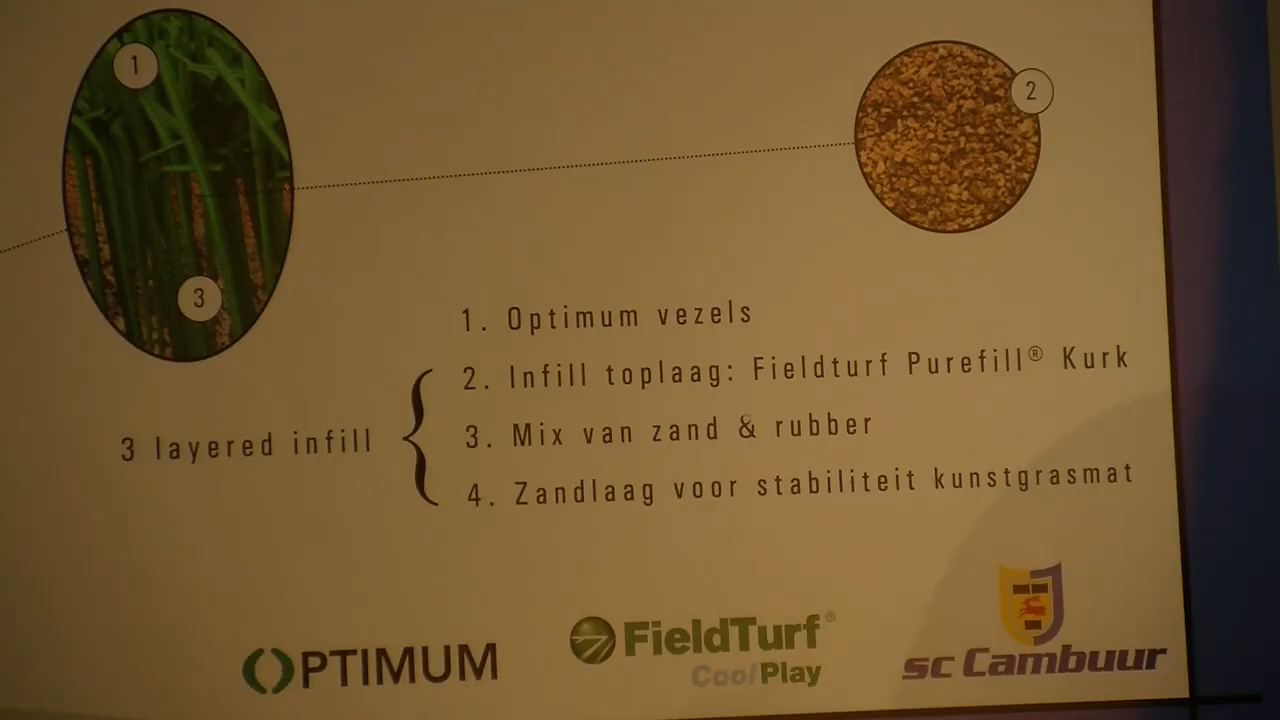 1
2
3
1. Optimum vezels
2. Infill toplaag: Fieldturf Purefill® Kurk
3 layered infill
3. Mix van zand & rubber
4. Zandlaag voor stabiliteit kunstgrasmat
OPTIMUM
FieldTurf®
CoolPlay
sc Cambuur